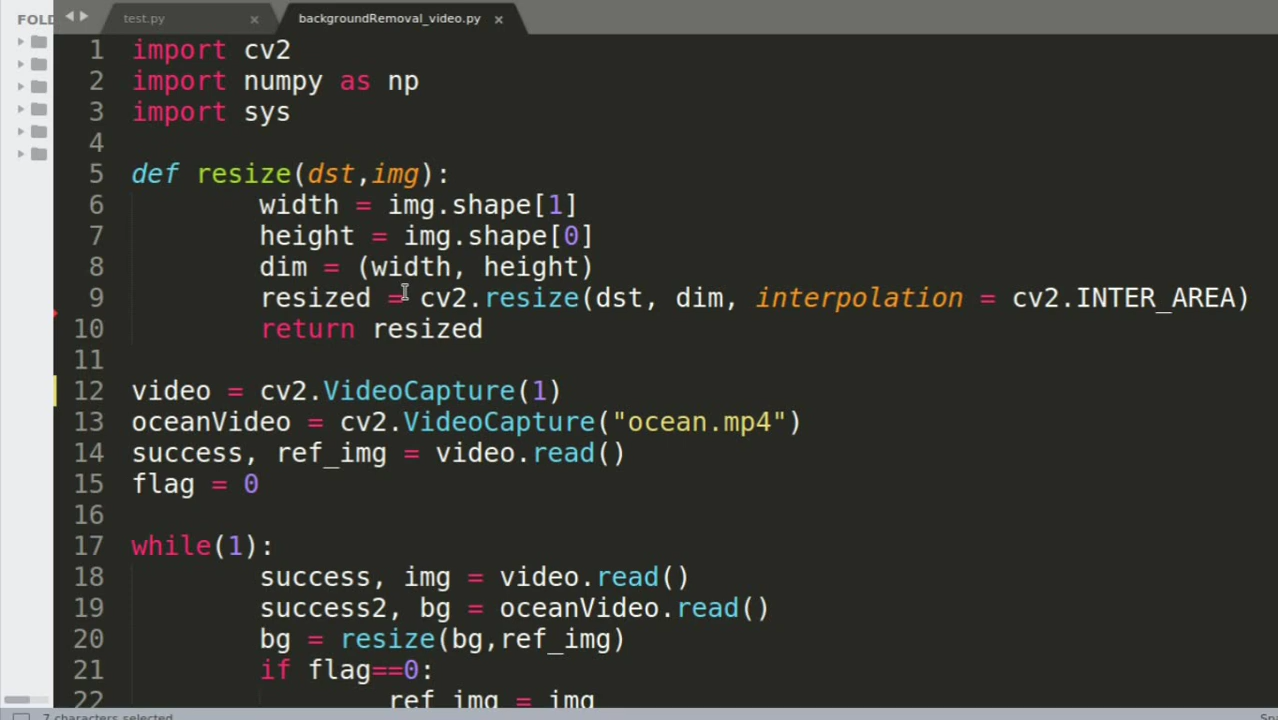 FOLD
test.py ×
backgroundRemoval_video.py ×
1 import cv2
2 import numpy as np
3 import sys
4
5 def resize(dst,img):
6 width = img.shape[1]
7 height = img.shape[0]
8 dim = (width, height)
9 resized = cv2.resize(dst, dim, interpolation = cv2.INTER_AREA)
10 return resized
11
12 video = cv2.VideoCapture(1)
13 oceanVideo = cv2.VideoCapture("ocean.mp4")
14 success, ref_img = video.read()
15 flag = 0
16
17 while(1):
18 success, img = video.read()
19 success2, bg = oceanVideo.read()
20 bg = resize(bg,ref_img)
21 if flag==0:
22 ref_img = img
7 characters selected